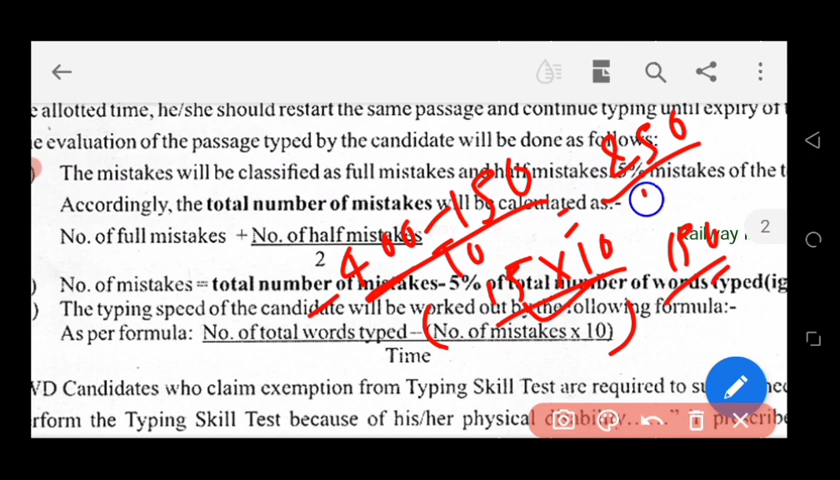 e allotted time, he/she should restart the same passage and continue typing until expiry of
e evaluation of the passage typed by the candidate will be done as follows:
) The mistakes will be classified as full mistakes and half mistakes. 5% mistakes of the t
Accordingly, the total number of mistakes will be calculated as:-
No. of full mistakes + No. of half mistakes
2
) No. of mistakes = total number of mistakes- 5% of total number of words typed(ig
) The typing speed of the candidate will be worked out by the following formula:-
As per formula: No. of total words typed – (No. of mistakes x 10)
Time
VD Candidates who claim exemption from Typing Skill Test are required to su
rform the Typing Skill Test because of his/her physical disability……" prescribe
400-150
10
15 X 10
150
250
Railway
2